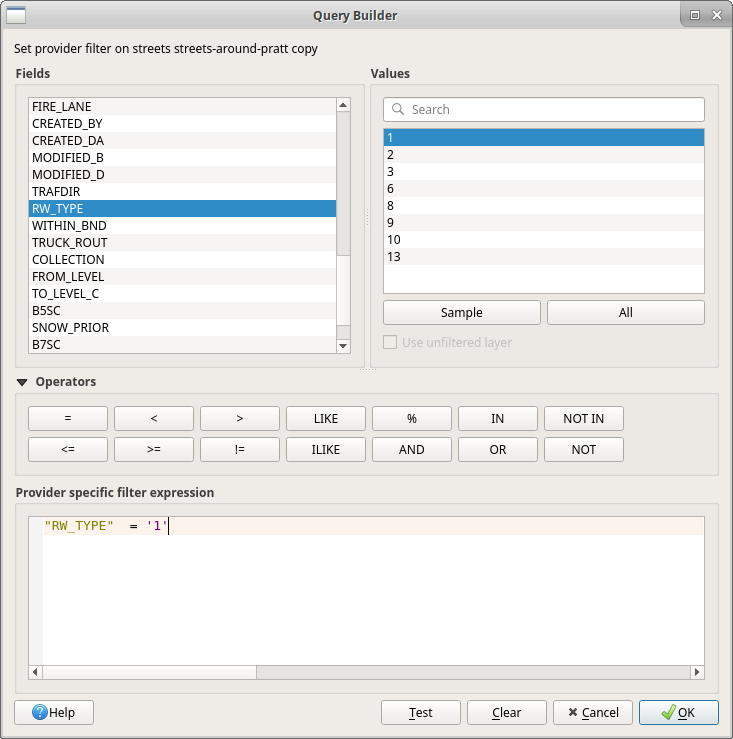 Query Builder
Set provider filter on streets streets-around-pratt copy
Fields
FIRE_LANE
CREATED_BY
CREATED_DA
MODIFIED_B
MODIFIED_D
TRAFDIR
RW_TYPE
WITHIN_BND
TRUCK_ROUT
COLLECTION
FROM_LEVEL
TO_LEVEL_C
B5SC
SNOW_PRIOR
B7SC
Values
Search
1
2
3
6
8
9
10
13
Sample All
Use unfiltered layer
Operators
= < > LIKE % IN NOT IN
<= >= != ILIKE AND OR NOT
Provider specific filter expression
"RW_TYPE"  = '1'
Help Test Clear Cancel OK